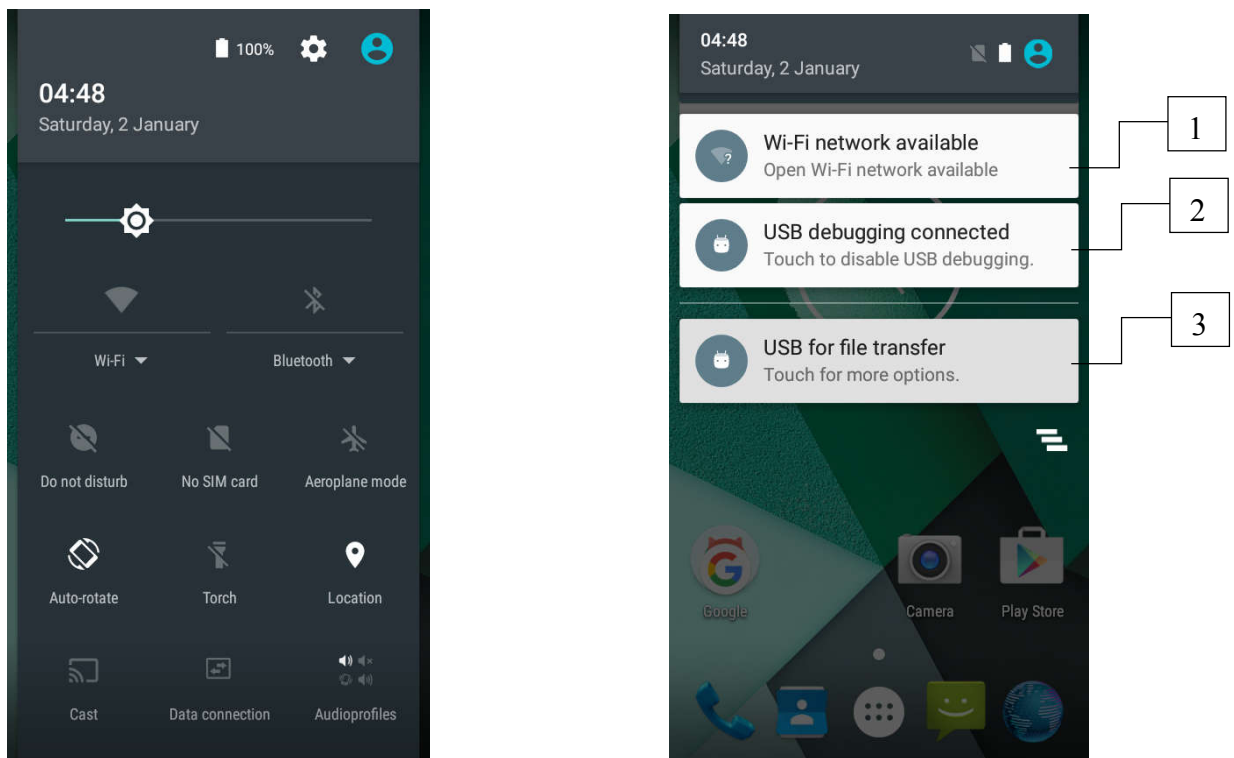 100%
04:48
Saturday, 2 January
Wi-Fi
Bluetooth
Do not disturb
No SIM card
Aeroplane mode
Auto-rotate
Torch
Location
Cast
Data connection
Audioprofiles
04:48
Saturday, 2 January
Wi-Fi network available
Open Wi-Fi network available
1
USB debugging connected
Touch to disable USB debugging.
2
USB for file transfer
Touch for more options.
3
Google
Camera
Play Store